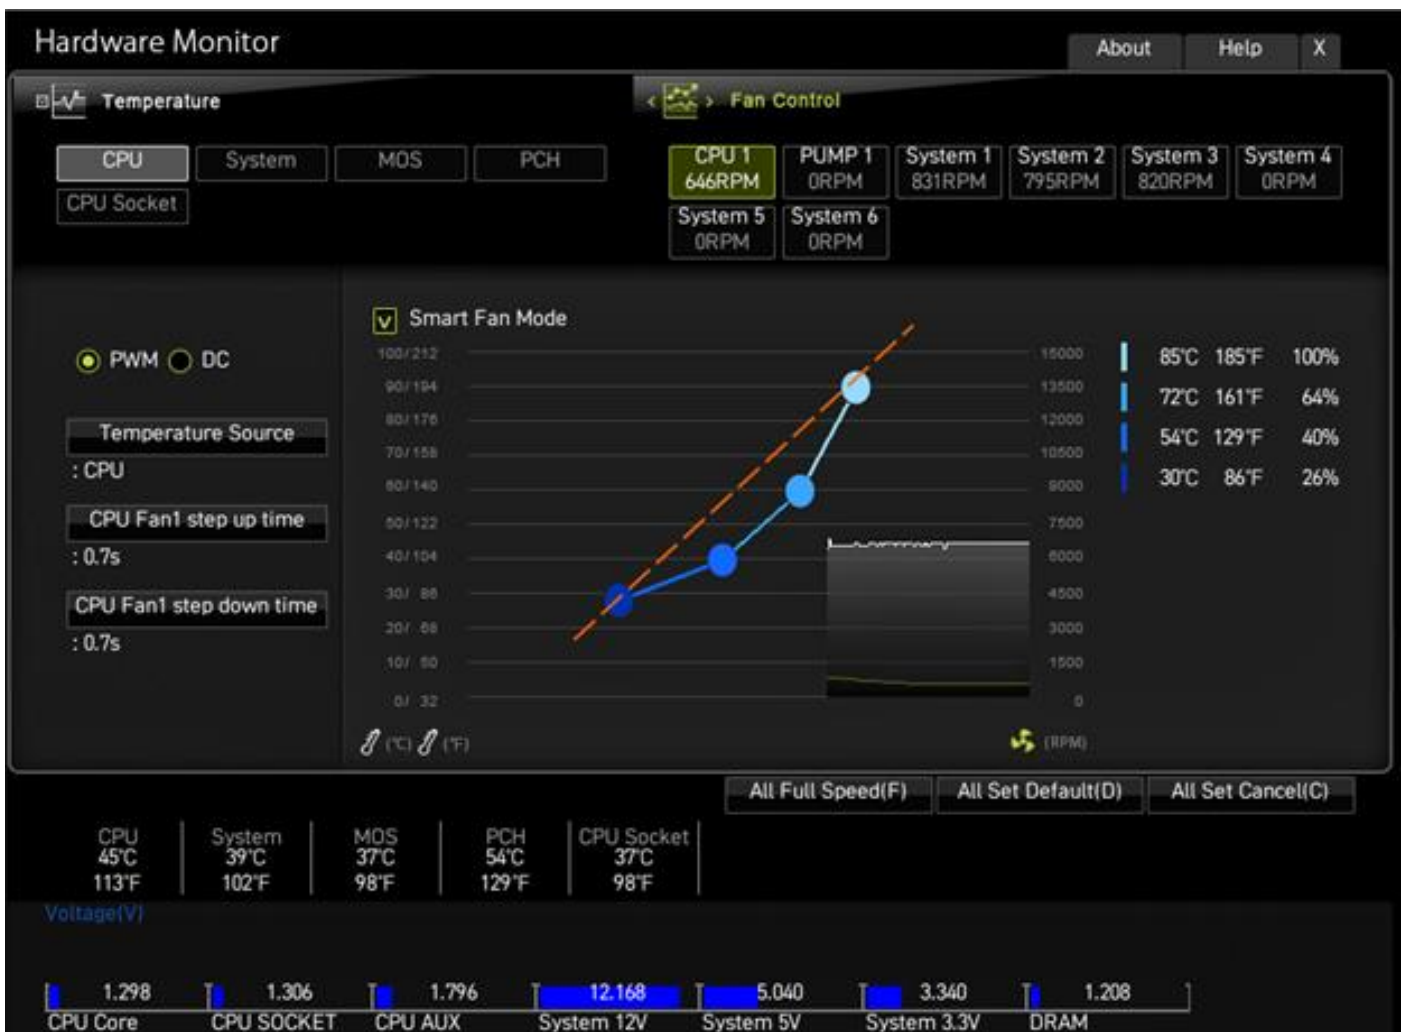 Hardware Monitor
About Help X
Temperature
< > Fan Control
CPU System MOS PCH
CPU Socket
CPU 1 PUMP 1 System 1 System 2 System 3 System 4
646RPM 0RPM 831RPM 795RPM 820RPM 0RPM
System 5 System 6
0RPM 0RPM
V Smart Fan Mode
PWM DC
Temperature Source
: CPU
CPU Fan1 step up time
: 0.7s
CPU Fan1 step down time
: 0.7s
100/212 15000
90/194 13500
80/176 12000
70/158 10500
60/140 9000
50/122 7500
40/104 6000
30/ 86 4500
20/ 68 3000
10/ 50 1500
0/ 32 0
(℃) (℉) (RPM)
85℃ 185℉ 100%
72℃ 161℉ 64%
54℃ 129℉ 40%
30℃ 86℉ 26%
All Full Speed(F) All Set Default(D) All Set Cancel(C)
CPU System MOS PCH CPU Socket
45℃ 39℃ 37℃ 54℃ 37℃
113℉ 102℉ 98℉ 129℉ 98℉
Voltage(V)
1.298 1.306 1.796 12.168 5.040 3.340 1.208
CPU Core CPU SOCKET CPU AUX System 12V System 5V System 3.3V DRAM